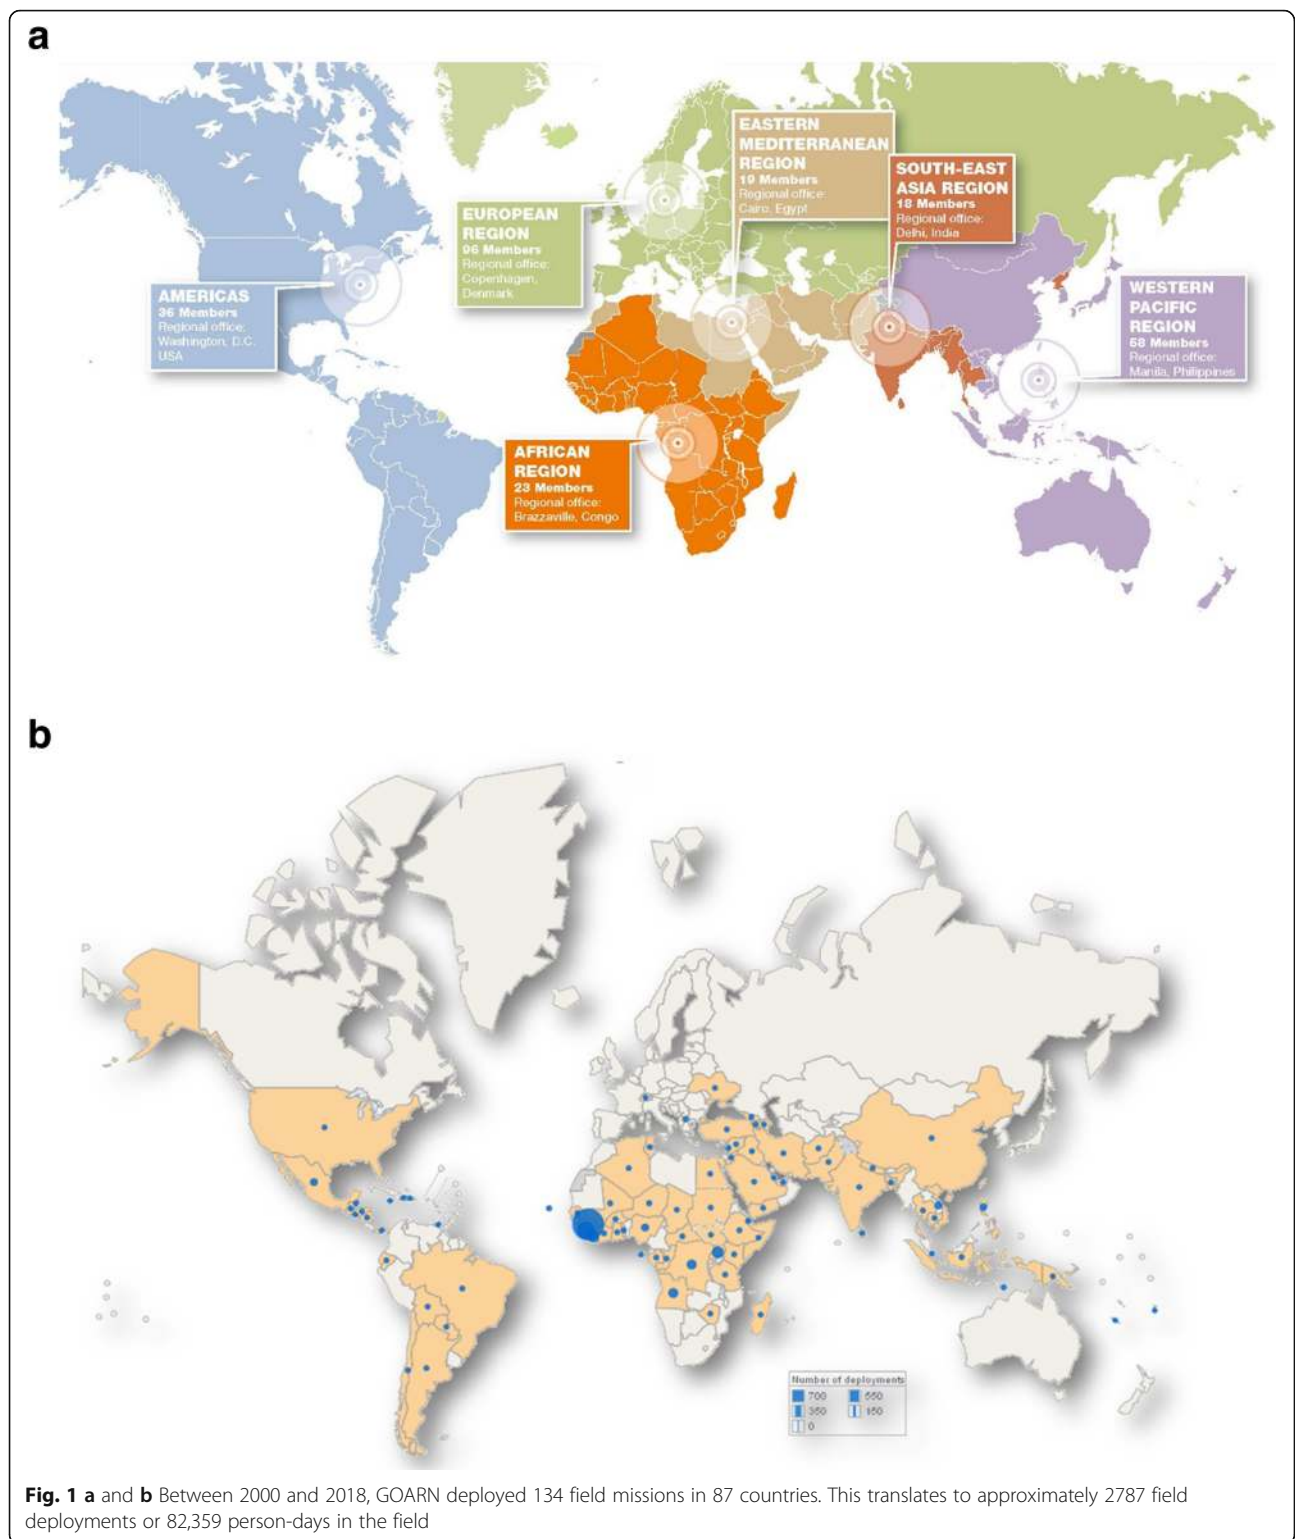 a
EASTERN
MEDITERRANEAN
REGION
19 Members
Regional office:
Cairo, Egypt
SOUTH-EAST
ASIA REGION
18 Members
Regional office:
Delhi, India
EUROPEAN
REGION
96 Members
Regional office:
Copenhagen,
Denmark
AMERICAS
36 Members
Regional office:
Washington, D.C.
USA
WESTERN
PACIFIC
REGION
58 Members
Regional office:
Manila, Philippines
AFRICAN
REGION
23 Members
Regional office:
Brazzaville, Congo
b
Number of deployments
700 550
350 150
0
Fig. 1 a and b Between 2000 and 2018, GOARN deployed 134 field missions in 87 countries. This translates to approximately 2787 field
deployments or 82,359 person-days in the field